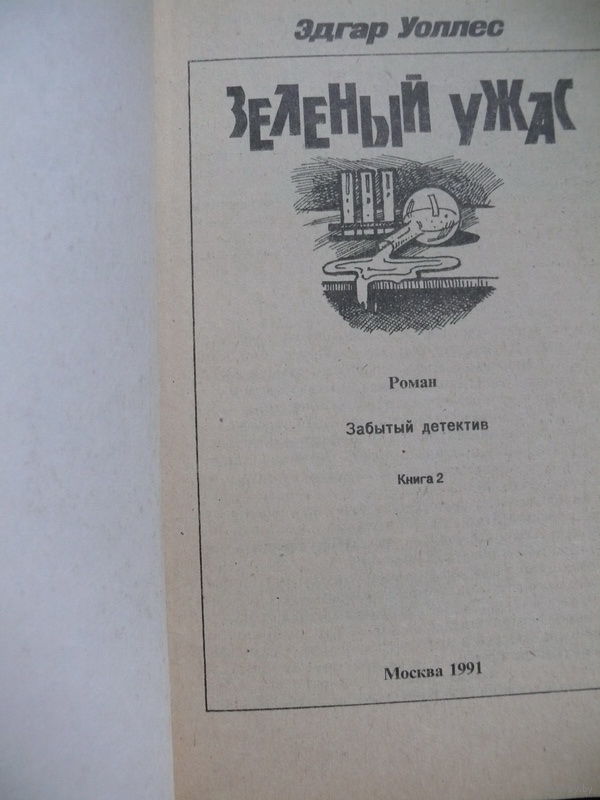 Эдгар Уоллес
ЗЕЛЕНЫЙ УЖАС
Роман
Забытый детектив
Книга 2
Москва 1991